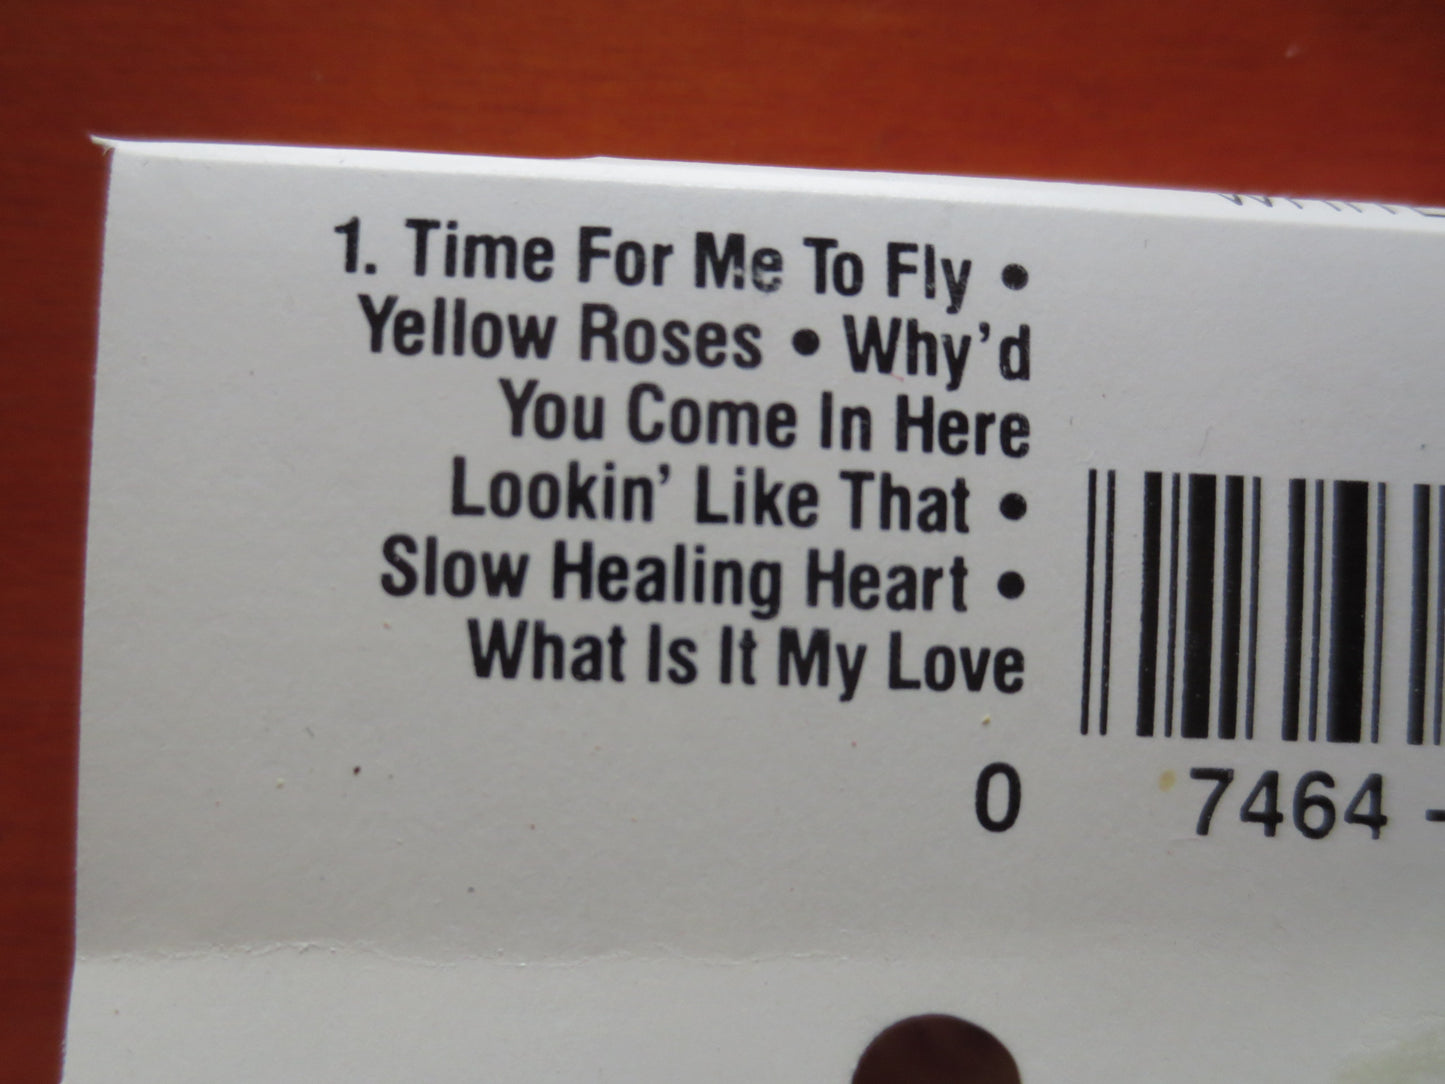 1. Time For Me To Fly •
Yellow Roses • Why'd
You Come In Here
Lookin' Like That •
Slow Healing Heart •
What Is It My Love
0 7464 -